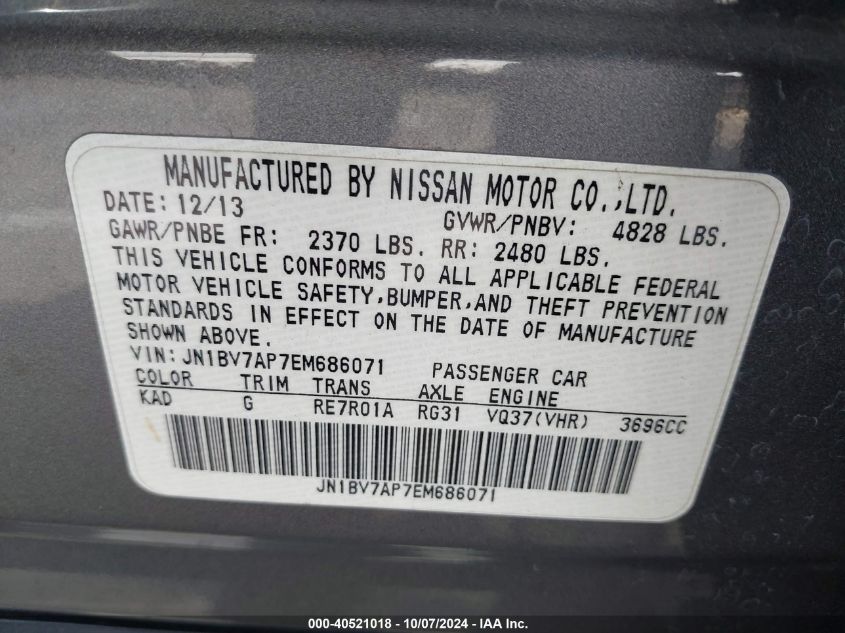 MANUFACTURED BY NISSAN MOTOR CO.,LTD.
DATE: 12/13 GVWR/PNBV: 4828 LBS.
GAWR/PNBE FR: 2370 LBS. RR: 2480 LBS.
THIS VEHICLE CONFORMS TO ALL APPLICABLE FEDERAL
MOTOR VEHICLE SAFETY,BUMPER,AND THEFT PREVENTION
STANDARDS IN EFFECT ON THE DATE OF MANUFACTURE
SHOWN ABOVE.
VIN: JN1BV7AP7EM686071 PASSENGER CAR
COLOR TRIM TRANS AXLE ENGINE
KAD G RE7R01A RG31 VQ37(VHR) 3696CC
JN1BV7AP7EM686071
000-40521018 - 10/07/2024 - IAAI.com